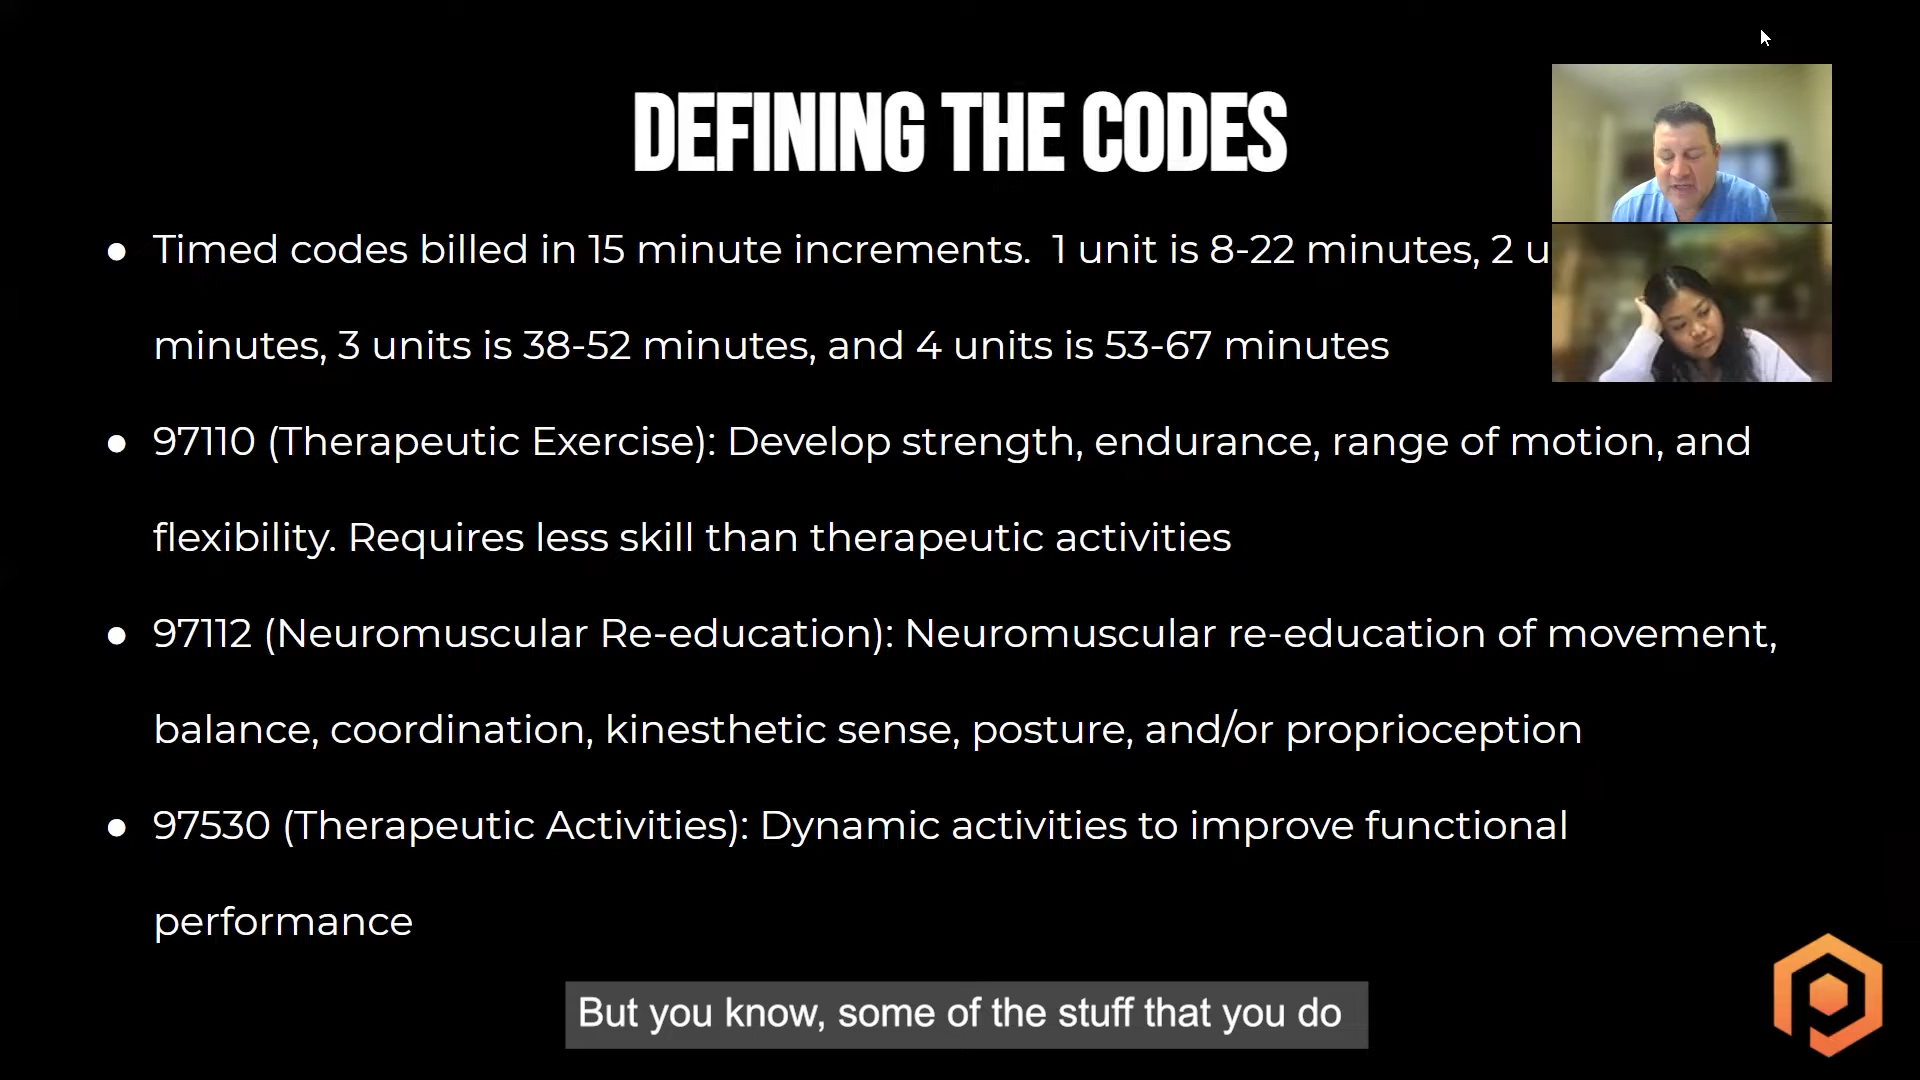 DEFINING THE CODES
● Timed codes billed in 15 minute increments.  1 unit is 8-22 minutes, 2 u
minutes, 3 units is 38-52 minutes, and 4 units is 53-67 minutes
● 97110 (Therapeutic Exercise): Develop strength, endurance, range of motion, and
flexibility. Requires less skill than therapeutic activities
● 97112 (Neuromuscular Re-education): Neuromuscular re-education of movement,
balance, coordination, kinesthetic sense, posture, and/or proprioception
● 97530 (Therapeutic Activities): Dynamic activities to improve functional
performance
But you know, some of the stuff that you do